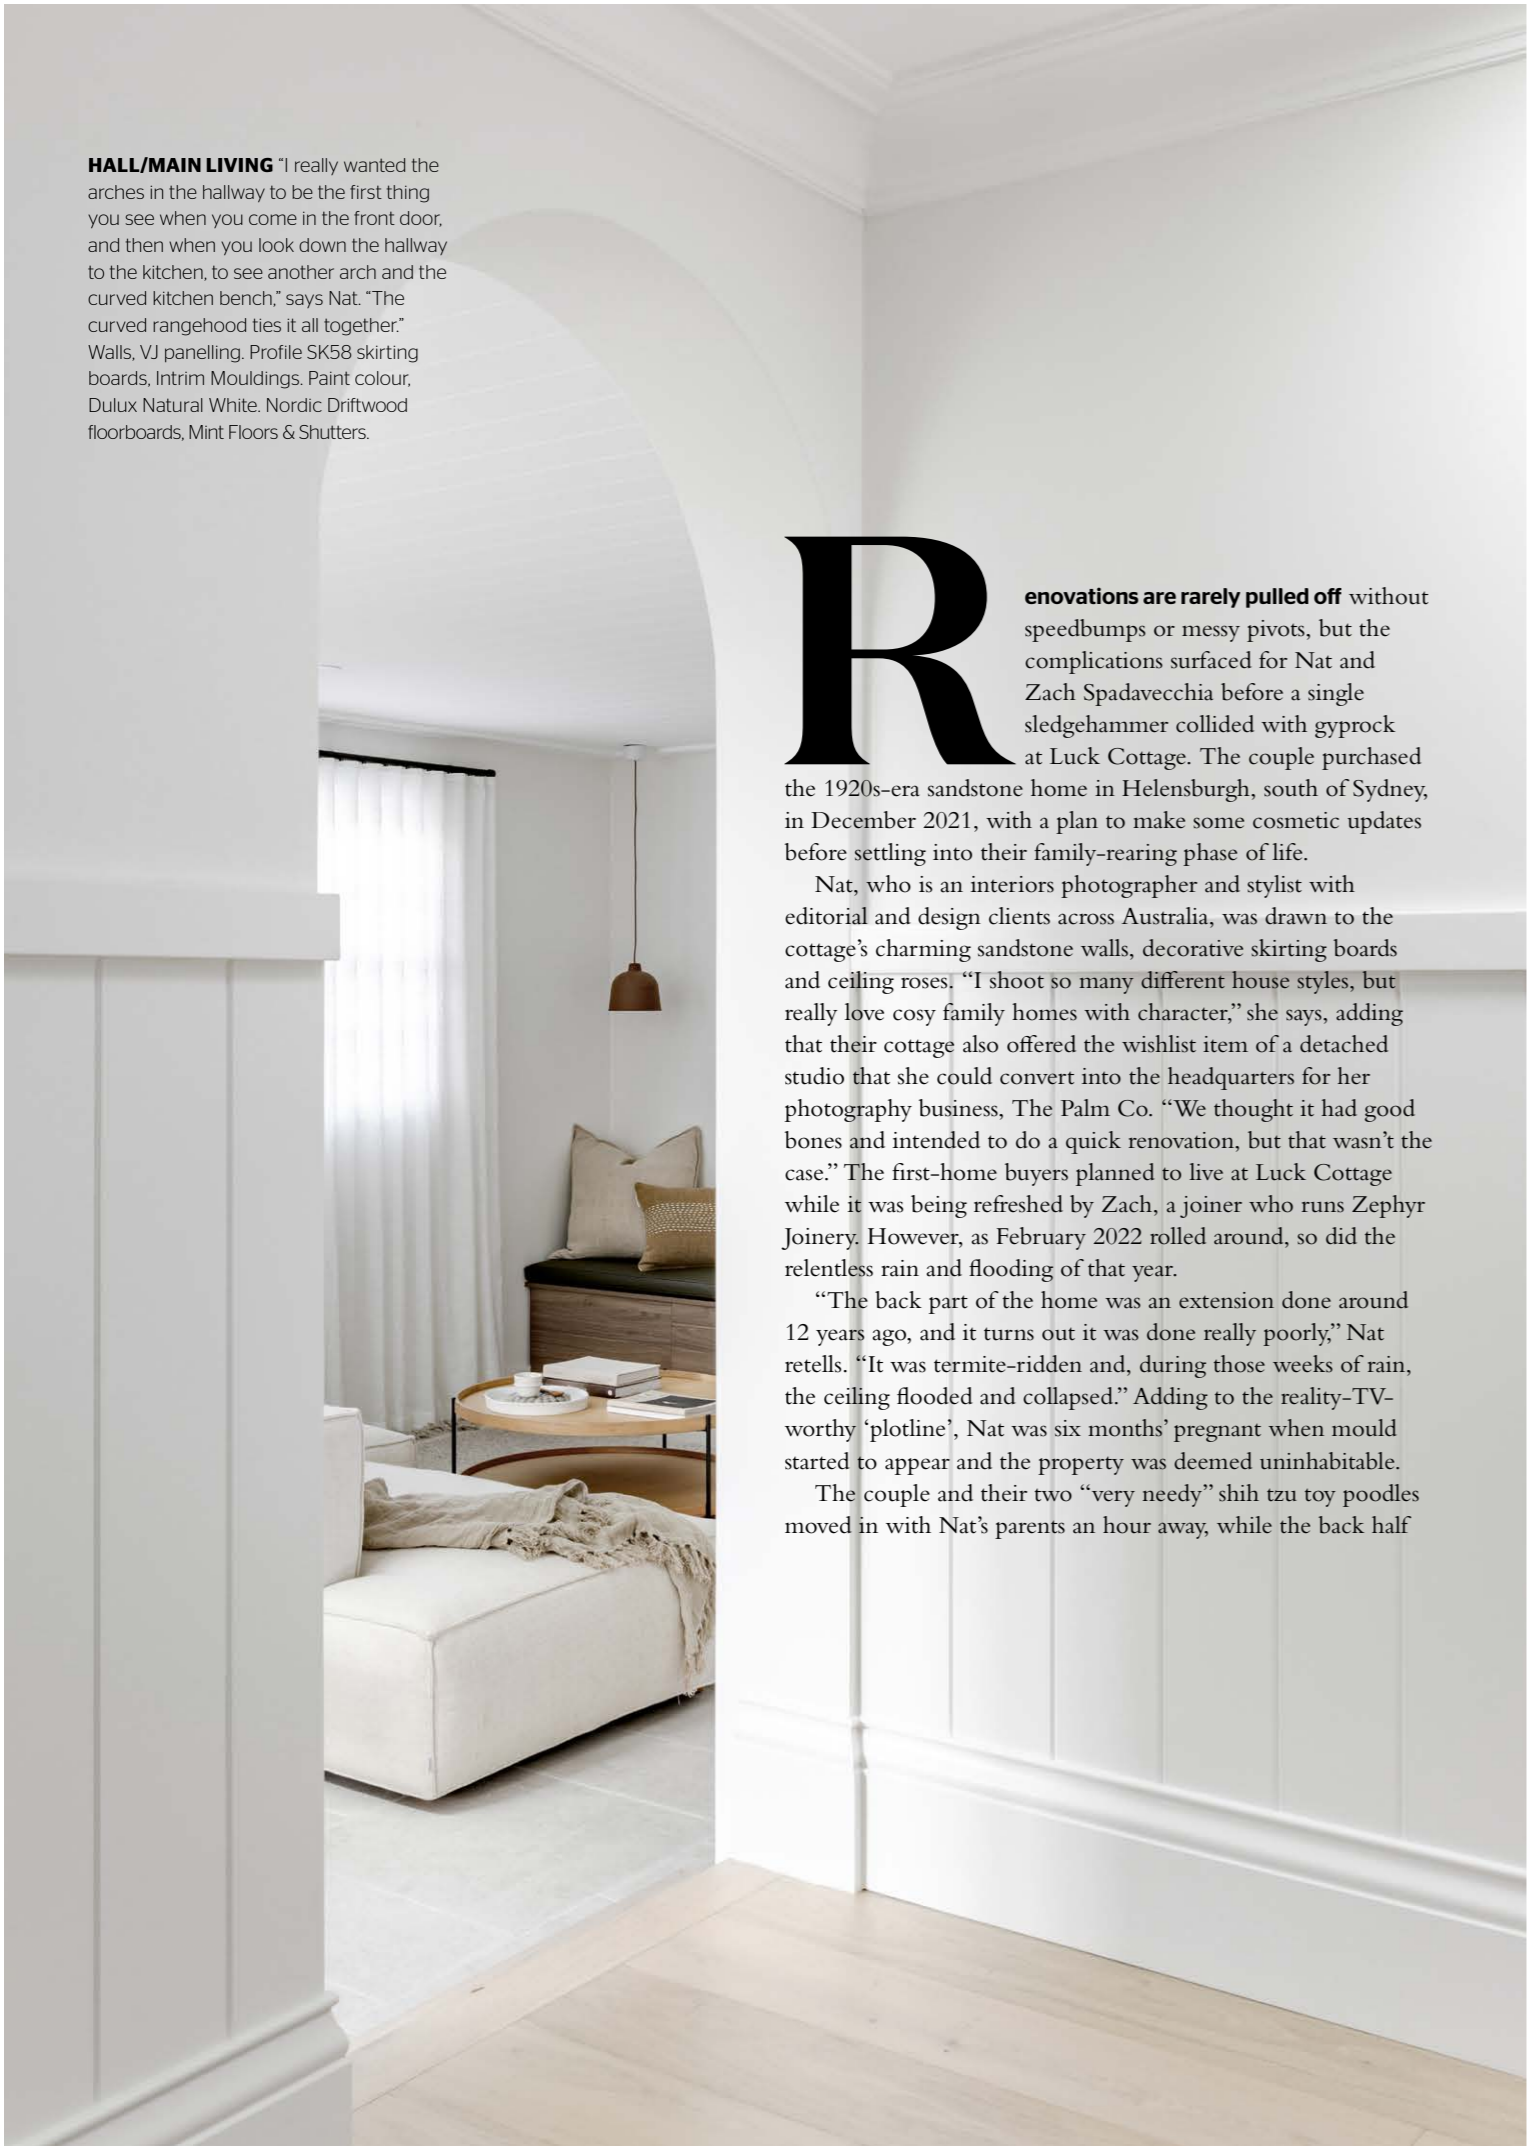 HALL/MAIN LIVING “I really wanted the
arches in the hallway to be the first thing
you see when you come in the front door,
and then when you look down the hallway
to the kitchen, to see another arch and the
curved kitchen bench,” says Nat. “The
curved rangehood ties it all together.”
Walls, VJ panelling. Profile SK58 skirting
boards, Intrim Mouldings. Paint colour,
Dulux Natural White. Nordic Driftwood
floorboards, Mint Floors & Shutters.
Renovations are rarely pulled off without
speedbumps or messy pivots, but the
complications surfaced for Nat and
Zach Spadavecchia before a single
sledgehammer collided with gyprock
at Luck Cottage. The couple purchased
the 1920s-era sandstone home in Helensburgh, south of Sydney,
in December 2021, with a plan to make some cosmetic updates
before settling into their family-rearing phase of life.
Nat, who is an interiors photographer and stylist with
editorial and design clients across Australia, was drawn to the
cottage’s charming sandstone walls, decorative skirting boards
and ceiling roses. “I shoot so many different house styles, but
really love cosy family homes with character,” she says, adding
that their cottage also offered the wishlist item of a detached
studio that she could convert into the headquarters for her
photography business, The Palm Co. “We thought it had good
bones and intended to do a quick renovation, but that wasn’t the
case.” The first-home buyers planned to live at Luck Cottage
while it was being refreshed by Zach, a joiner who runs Zephyr
Joinery. However, as February 2022 rolled around, so did the
relentless rain and flooding of that year.
“The back part of the home was an extension done around
12 years ago, and it turns out it was done really poorly,” Nat
retells. “It was termite-ridden and, during those weeks of rain,
the ceiling flooded and collapsed.” Adding to the reality-TV-
worthy ‘plotline’, Nat was six months’ pregnant when mould
started to appear and the property was deemed uninhabitable.
The couple and their two “very needy” shih tzu toy poodles
moved in with Nat’s parents an hour away, while the back half